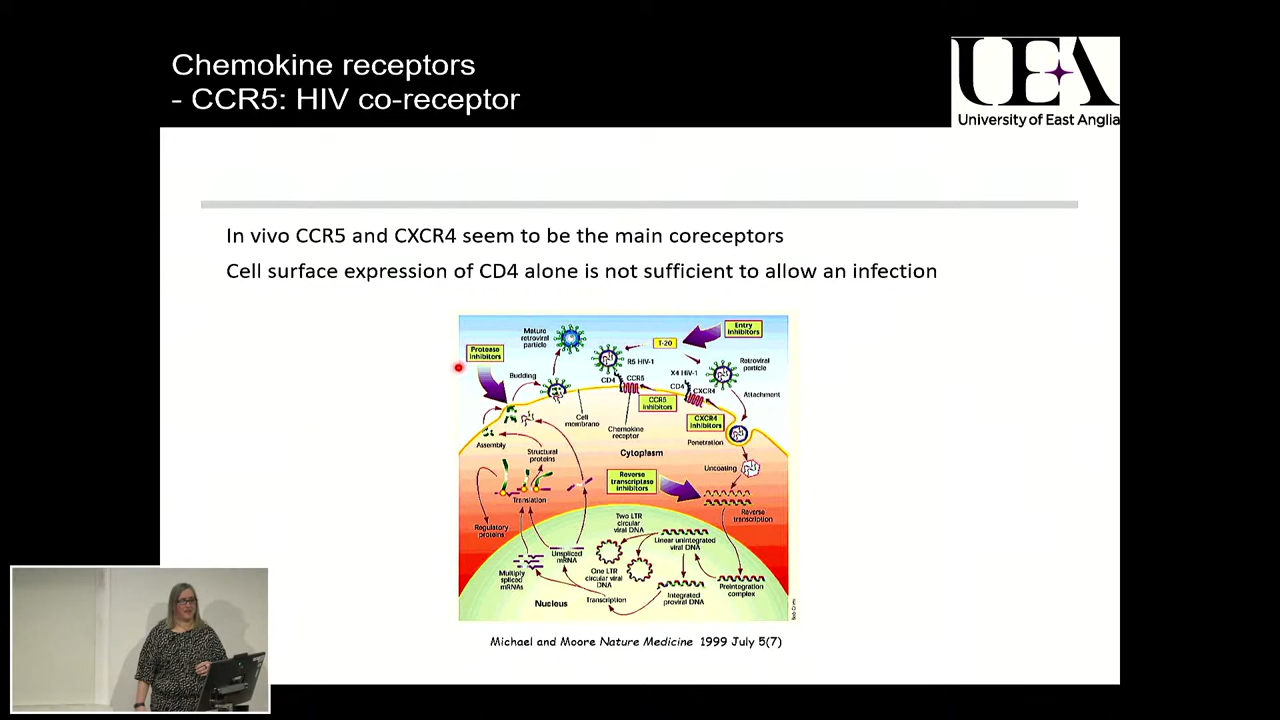 Chemokine receptors
- CCR5: HIV co-receptor
UEA
University of East Anglia
In vivo CCR5 and CXCR4 seem to be the main coreceptors
Cell surface expression of CD4 alone is not sufficient to allow an infection
Mature
retroviral
particle
Entry
inhibitors
T-20
Protease
inhibitors
R5 HIV-1
Retroviral
particle
X4 HIV-1
Budding
CD4
CCR5
CD4
CXCR4
Attachment
CCR5
inhibitors
Cell
membrane
CXCR4
inhibitors
Chemokine
receptor
Assembly
Penetration
Structural
proteins
Cytoplasm
Uncoating
Reverse
transcriptase
inhibitors
Translation
Reverse
transcription
Two LTR
circular
viral DNA
Regulatory
proteins
Linear unintegrated
viral DNA
Unspliced
mRNA
One LTR
circular viral
DNA
Multiply
spliced
mRNAs
Preintegration
complex
Integrated
proviral DNA
Transcription
Nucleus
Michael and Moore Nature Medicine 1999 July 5(7)